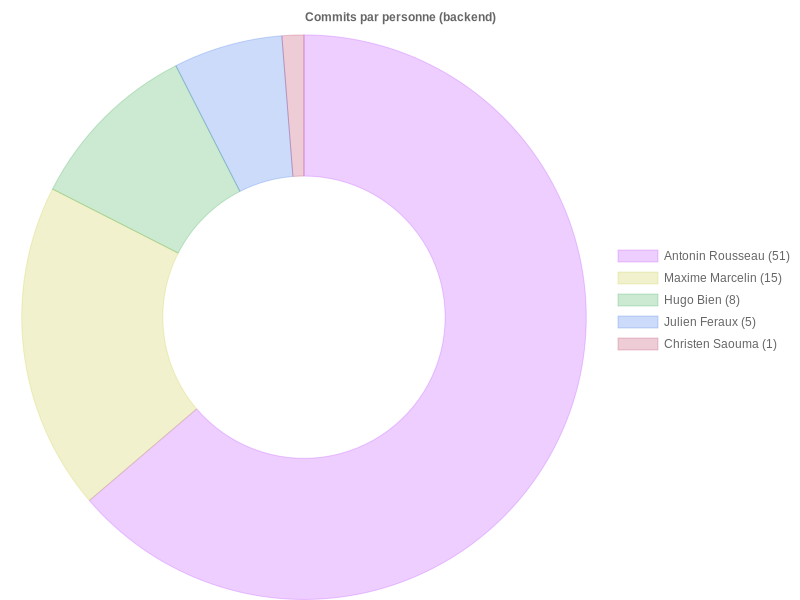 Commits par personne (backend)
Antonin Rousseau (51)
Maxime Marcelin (15)
Hugo Bien (8)
Julien Feraux (5)
Christen Saouma (1)